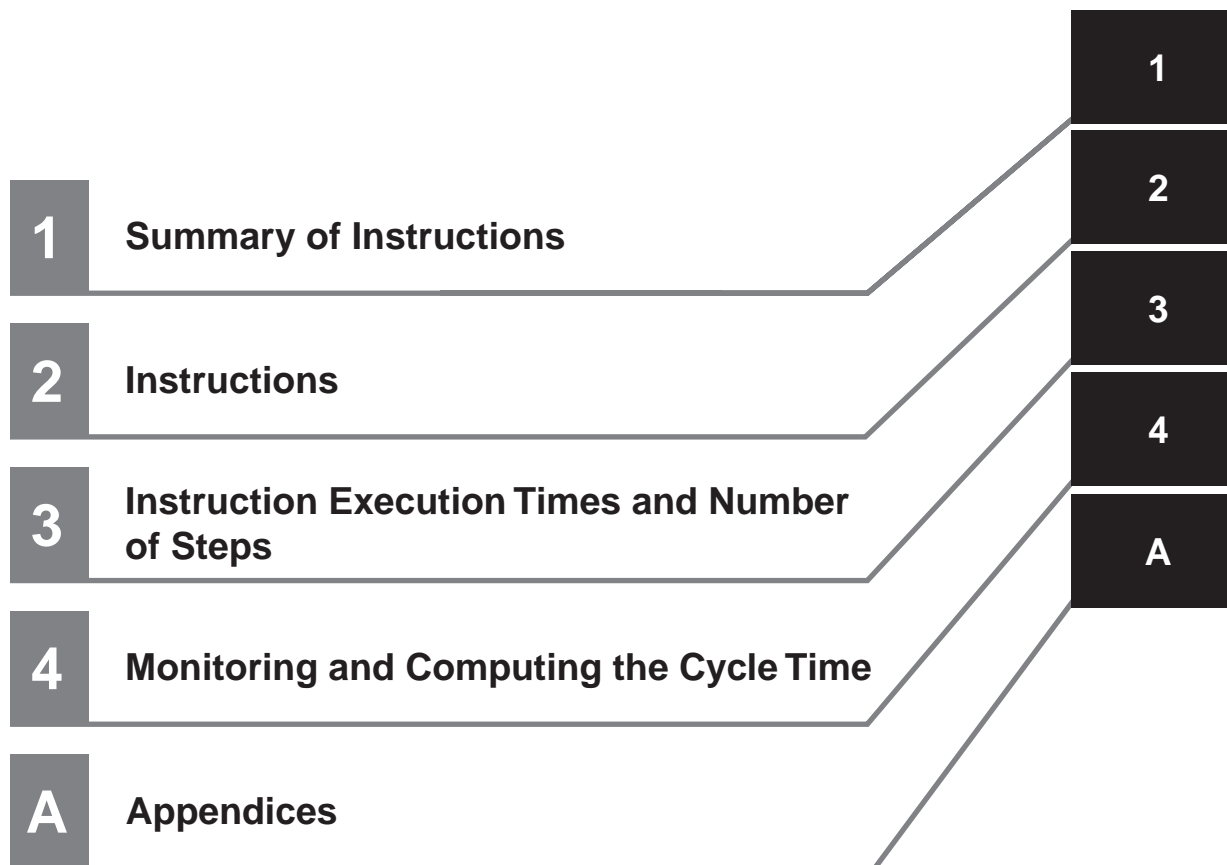 1 Summary of Instructions
2 Instructions
3 Instruction Execution Times and Number
of Steps
4 Monitoring and Computing the Cycle Time
A Appendices
1
2
3
4
A